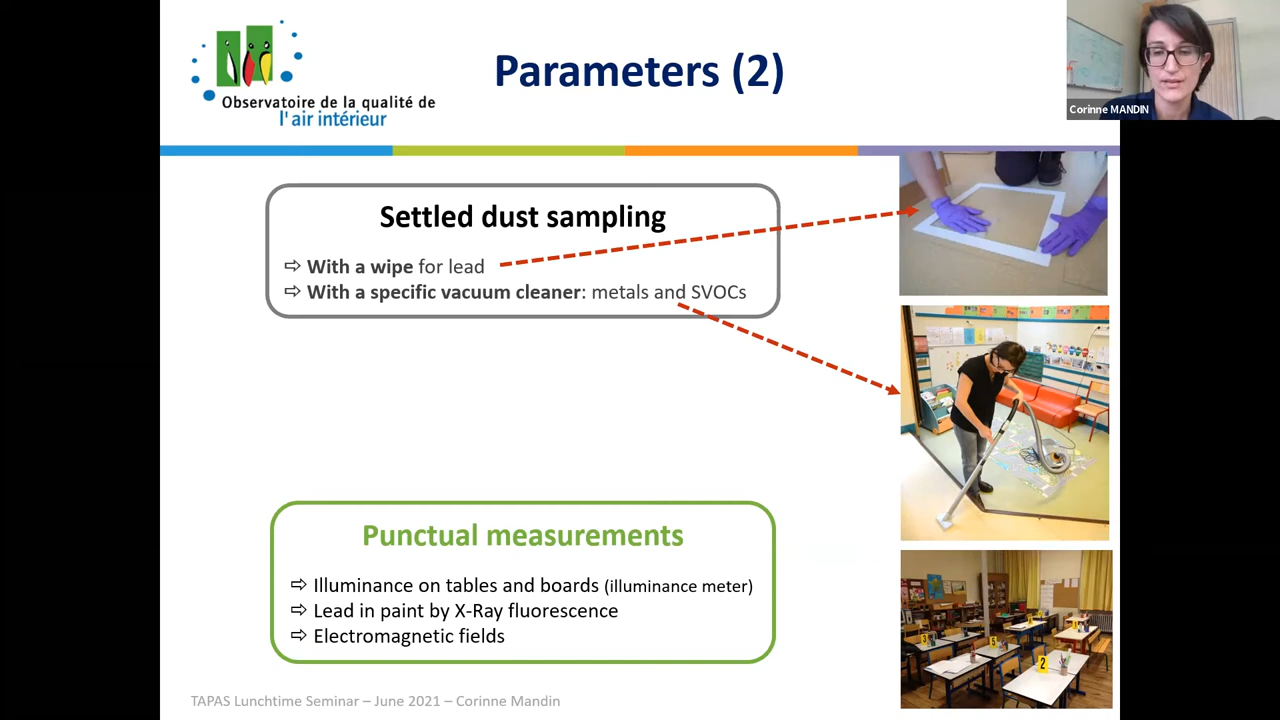 Observatoire de la qualité de
l'air intérieur
Parameters (2)
Corinne MANDIN
Settled dust sampling
⇨ With a wipe for lead
⇨ With a specific vacuum cleaner: metals and SVOCs
Punctual measurements
⇨ Illuminance on tables and boards (illuminance meter)
⇨ Lead in paint by X-Ray fluorescence
⇨ Electromagnetic fields
2
TAPAS Lunchtime Seminar – June 2021 – Corinne Mandin